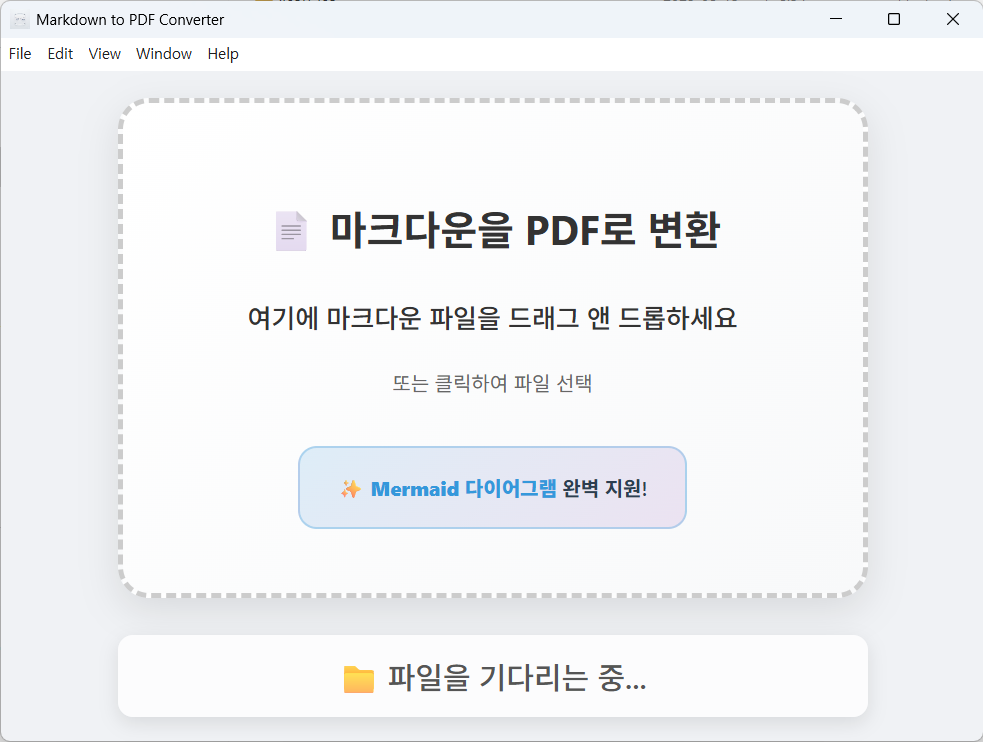 Markdown to PDF Converter
File Edit View Window Help
마크다운을 PDF로 변환
여기에 마크다운 파일을 드래그 앤 드롭하세요
또는 클릭하여 파일 선택
✨ Mermaid 다이어그램 완벽 지원!
파일을 기다리는 중...